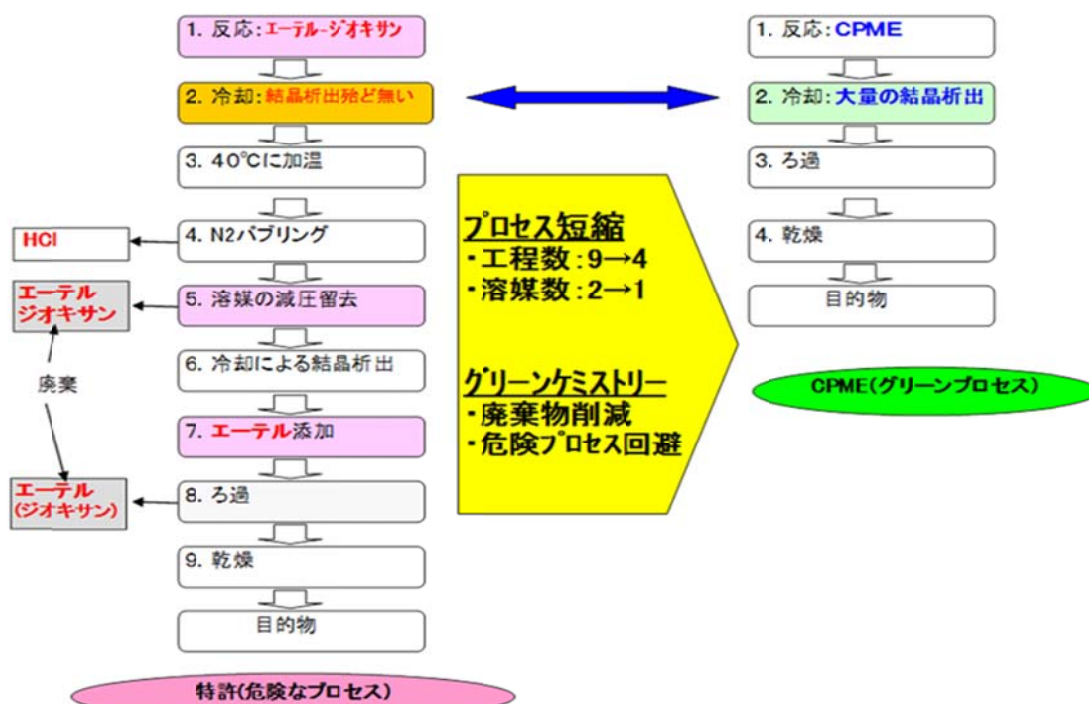 1. 反応：エーテル-ジオキサン
2. 冷却：結晶析出殆ど無い
3. 40℃に加温
4. N2バブリング
HCl
5. 溶媒の減圧留去
エーテル
ジオキサン
6. 冷却による結晶析出
廃棄
7. エーテル添加
8. ろ過
エーテル
(ジオキサン)
9. 乾燥
目的物
特許(危険なプロセス)
プロセス短縮
・工程数：9→4
・溶媒数：2→1
グリーンケミストリー
・廃棄物削減
・危険プロセス回避
1. 反応：CPME
2. 冷却：大量の結晶析出
3. ろ過
4. 乾燥
目的物
CPME(グリーンプロセス)